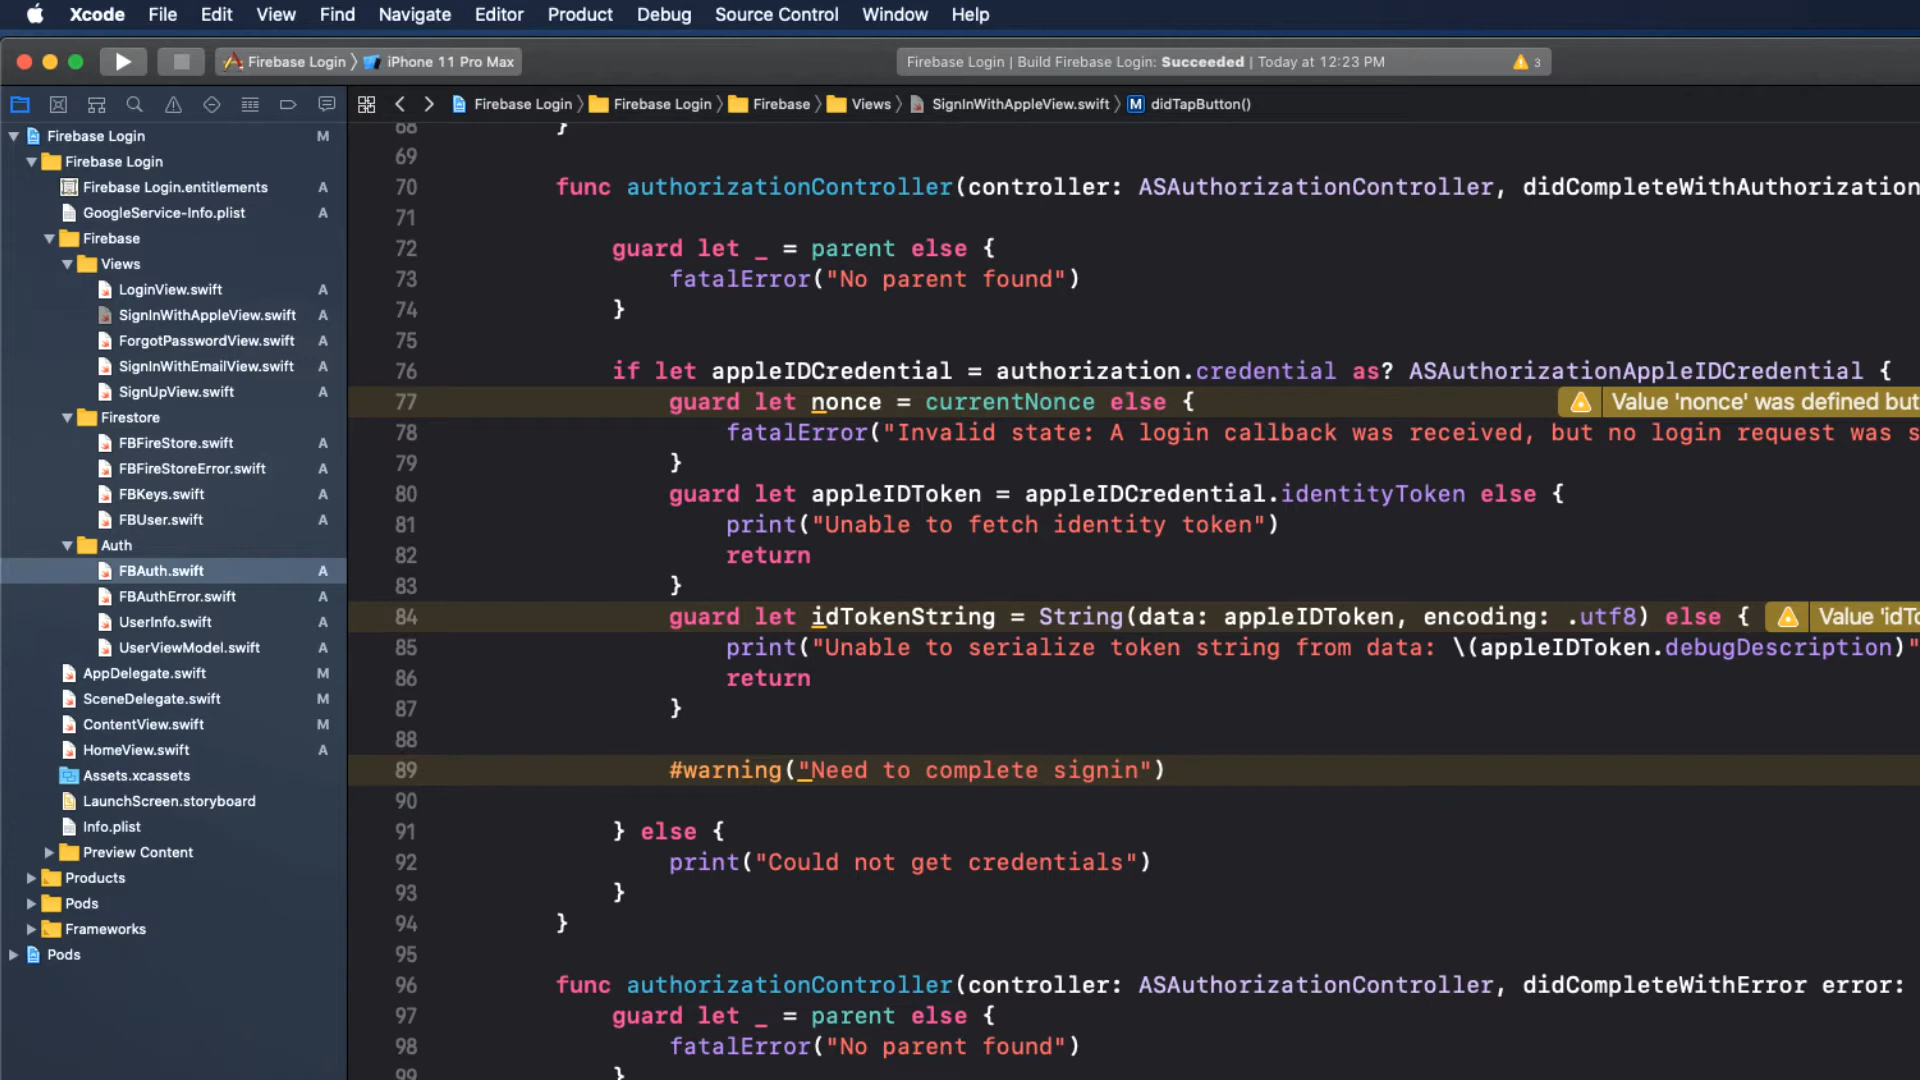 Xcode File Edit View Find Navigate Editor Product Debug Source Control Window Help
Firebase Login iPhone 11 Pro Max
Firebase Login | Build Firebase Login: Succeeded | Today at 12:23 PM 3
Firebase Login Firebase Login Firebase Views SignInWithAppleView.swift M didTapButton()
Firebase Login M
Firebase Login
Firebase Login.entitlements A
GoogleService-Info.plist A
Firebase
Views
LoginView.swift A
SignInWithAppleView.swift A
ForgotPasswordView.swift A
SignInWithEmailView.swift A
SignUpView.swift A
Firestore
FBFireStore.swift A
FBFireStoreError.swift A
FBKeys.swift A
FBUser.swift A
Auth
FBAuth.swift A
FBAuthError.swift A
UserInfo.swift A
UserViewModel.swift A
AppDelegate.swift M
SceneDelegate.swift M
ContentView.swift M
HomeView.swift A
Assets.xcassets
LaunchScreen.storyboard
Info.plist
Preview Content
Products
Pods
Frameworks
Pods
68 }
69
70 func authorizationController(controller: ASAuthorizationController, didCompleteWithAuthorization
71
72 guard let _ = parent else {
73 fatalError("No parent found")
74 }
75
76 if let appleIDCredential = authorization.credential as? ASAuthorizationAppleIDCredential {
77 guard let nonce = currentNonce else { Value 'nonce' was defined but
78 fatalError("Invalid state: A login callback was received, but no login request was s
79 }
80 guard let appleIDToken = appleIDCredential.identityToken else {
81 print("Unable to fetch identity token")
82 return
83 }
84 guard let idTokenString = String(data: appleIDToken, encoding: .utf8) else { Value 'idTo
85 print("Unable to serialize token string from data: \(appleIDToken.debugDescription)"
86 return
87 }
88
89 #warning("Need to complete signin")
90
91 } else {
92 print("Could not get credentials")
93 }
94 }
95
96 func authorizationController(controller: ASAuthorizationController, didCompleteWithError error:
97 guard let _ = parent else {
98 fatalError("No parent found")
99 }